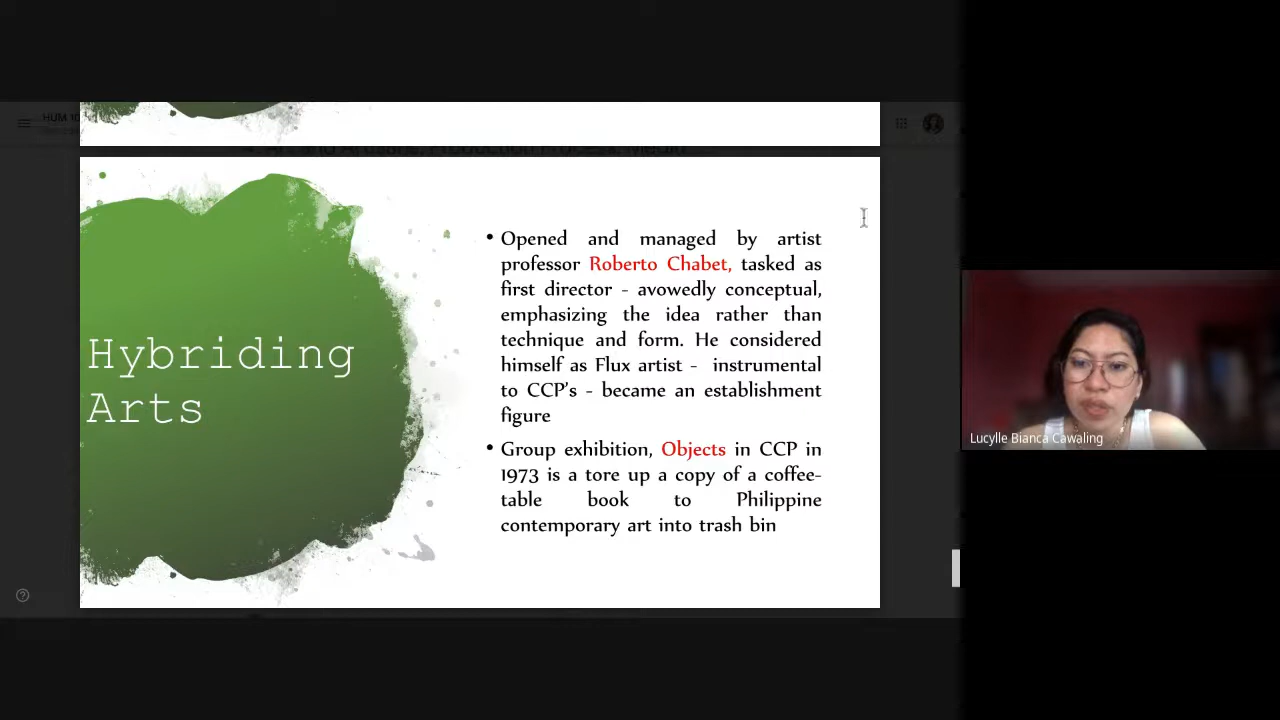 HUM 10
Hybriding
Arts
• Opened and managed by artist
professor Roberto Chabet, tasked as
first director - avowedly conceptual,
emphasizing the idea rather than
technique and form. He considered
himself as Flux artist - instrumental
to CCP's - became an establishment
figure
• Group exhibition, Objects in CCP in
1973 is a tore up a copy of a coffee-
table book to Philippine
contemporary art into trash bin
Lucylle Bianca Cawaling